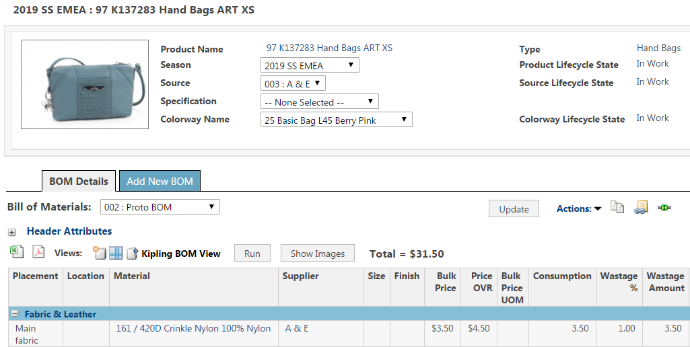 2019 SS EMEA : 97 K137283 Hand Bags ART XS
Product Name 97 K137283 Hand Bags ART XS Type Hand Bags
Season 2019 SS EMEA Product Lifecycle State In Work
Source 003 : A & E Source Lifecycle State In Work
Specification -- None Selected --
Colorway Name 25 Basic Bag L45 Berry Pink Colorway Lifecycle State In Work
BOM Details Add New BOM
Bill of Materials: 002 : Proto BOM Update Actions:
Header Attributes
Views: Kipling BOM View Run Show Images Total = $31.50
Placement Location Material Supplier Size Finish Bulk Price Price OVR Bulk Price UOM Consumption Wastage % Wastage Amount
Fabric & Leather
Main fabric 161 / 420D Crinkle Nylon 100% Nylon A & E $3.50 $4.50 3.50 1.00 3.50